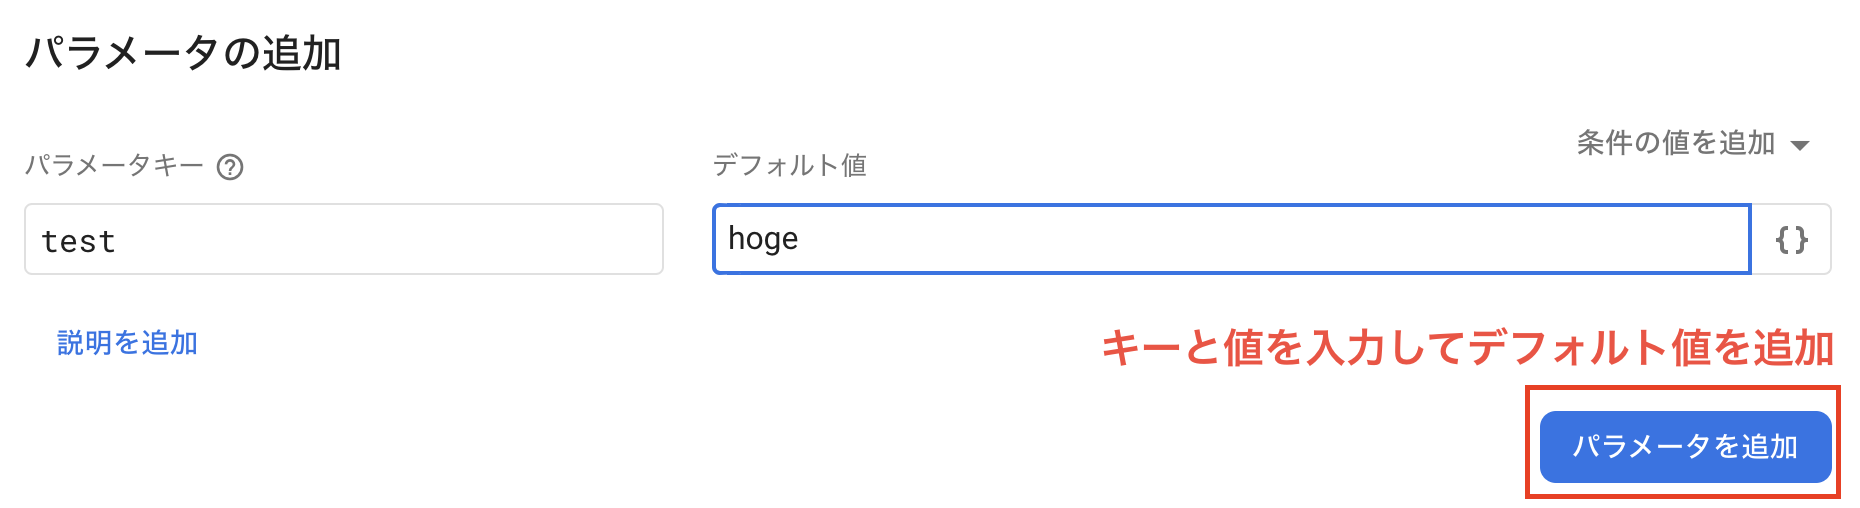 パラメータの追加
条件の値を追加
パラメータキー ?
デフォルト値
test
hoge
{}
説明を追加
キーと値を入力してデフォルト値を追加
パラメータを追加